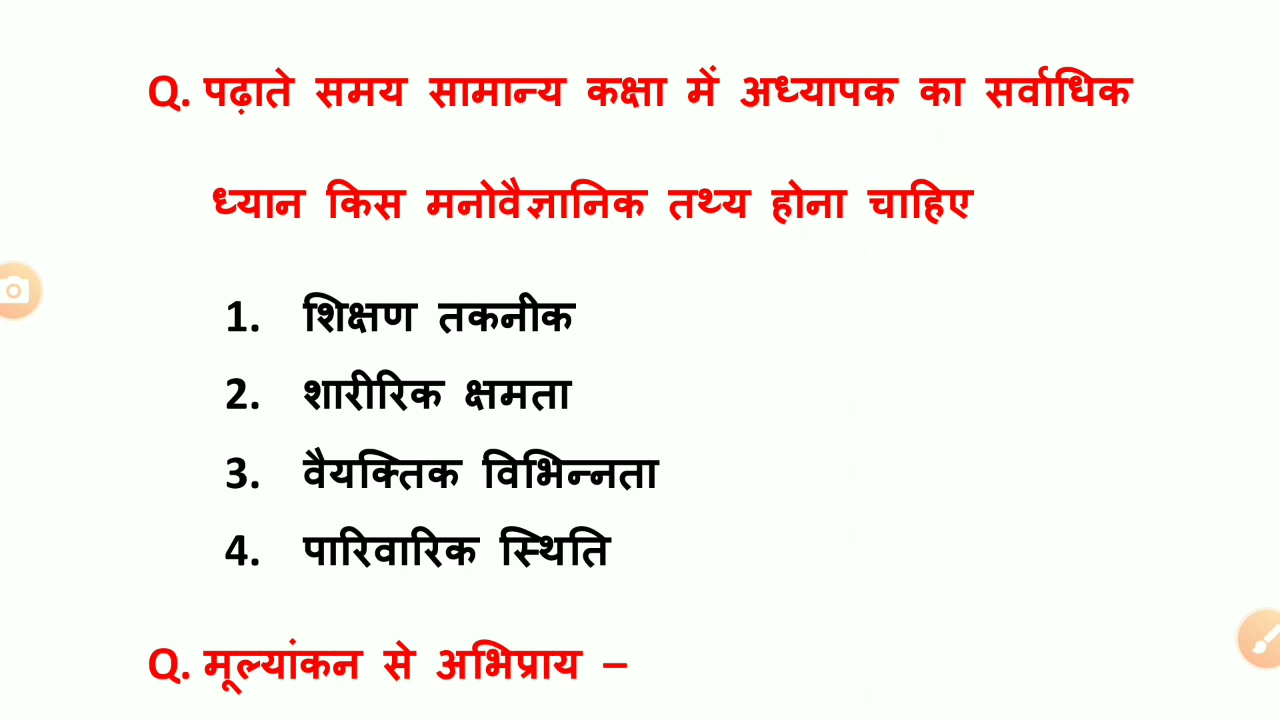 Q. पढ़ाते समय सामान्य कक्षा में अध्यापक का सर्वाधिक
ध्यान किस मनोवैज्ञानिक तथ्य होना चाहिए
1. शिक्षण तकनीक
2. शारीरिक क्षमता
3. वैयक्तिक विभिन्नता
4. पारिवारिक स्थिति
Q. मूल्यांकन से अभिप्राय –